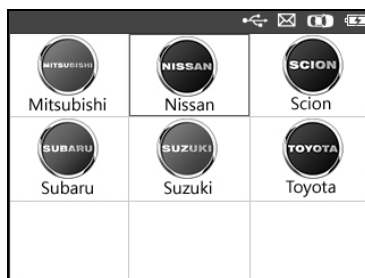 MITSUBISHI NISSAN SCION
Mitsubishi Nissan Scion
SUBARU SUZUKI TOYOTA
Subaru Suzuki Toyota